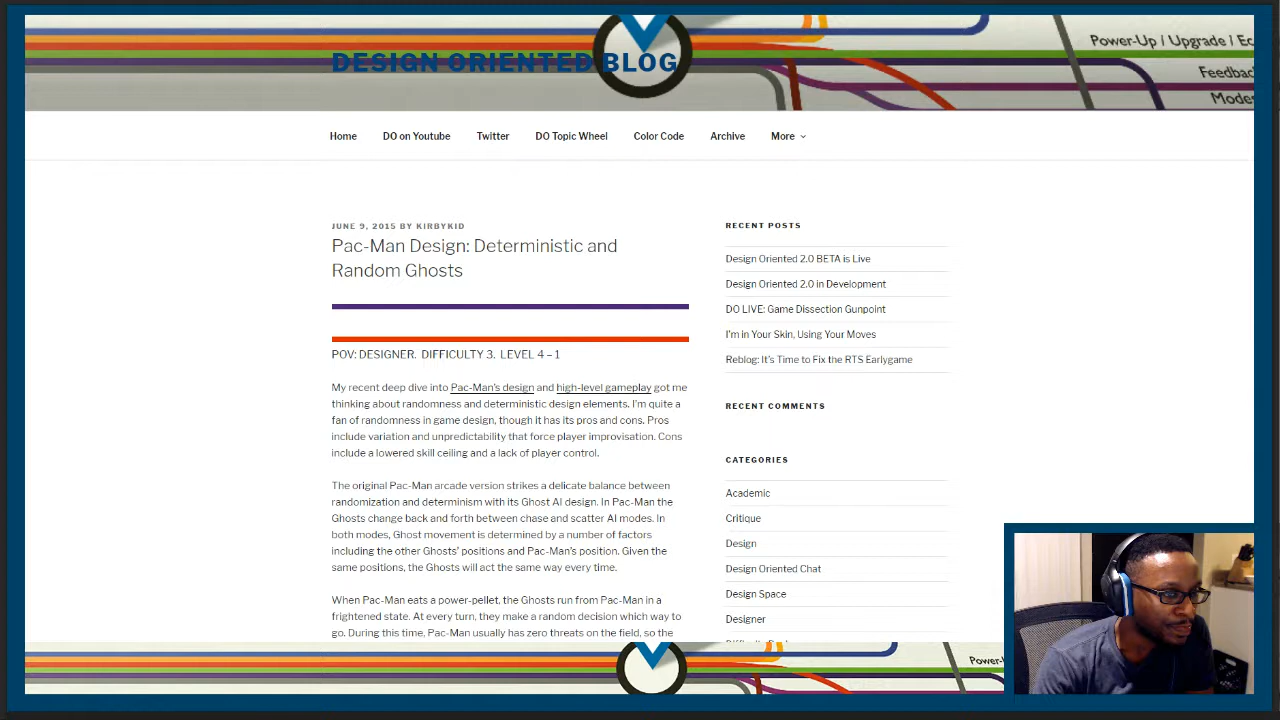 Power-Up / Upgrade / Ec
DESIGN ORIENTED BLOG
Feedbac
Modes
Home DO on Youtube Twitter DO Topic Wheel Color Code Archive More
JUNE 9, 2015 BY KIRBYKID
Pac-Man Design: Deterministic and
Random Ghosts
POV: DESIGNER. DIFFICULTY 3. LEVEL 4 – 1
My recent deep dive into Pac-Man's design and high-level gameplay got me
thinking about randomness and deterministic design elements. I'm quite a
fan of randomness in game design, though it has its pros and cons. Pros
include variation and unpredictability that force player improvisation. Cons
include a lowered skill ceiling and a lack of player control.
The original Pac-Man arcade version strikes a delicate balance between
randomization and determinism with its Ghost AI design. In Pac-Man the
Ghosts change back and forth between chase and scatter AI modes. In
both modes, Ghost movement is determined by a number of factors
including the other Ghosts' positions and Pac-Man's position. Given the
same positions, the Ghosts will act the same way every time.
When Pac-Man eats a power-pellet, the Ghosts run from Pac-Man in a
frightened state. At every turn, they make a random decision which way to
go. During this time, Pac-Man usually has zero threats on the field, so the
RECENT POSTS
Design Oriented 2.0 BETA is Live
Design Oriented 2.0 in Development
DO LIVE: Game Dissection Gunpoint
I'm in Your Skin, Using Your Moves
Reblog: It's Time to Fix the RTS Earlygame
RECENT COMMENTS
CATEGORIES
Academic
Critique
Design
Design Oriented Chat
Design Space
Designer
Power-